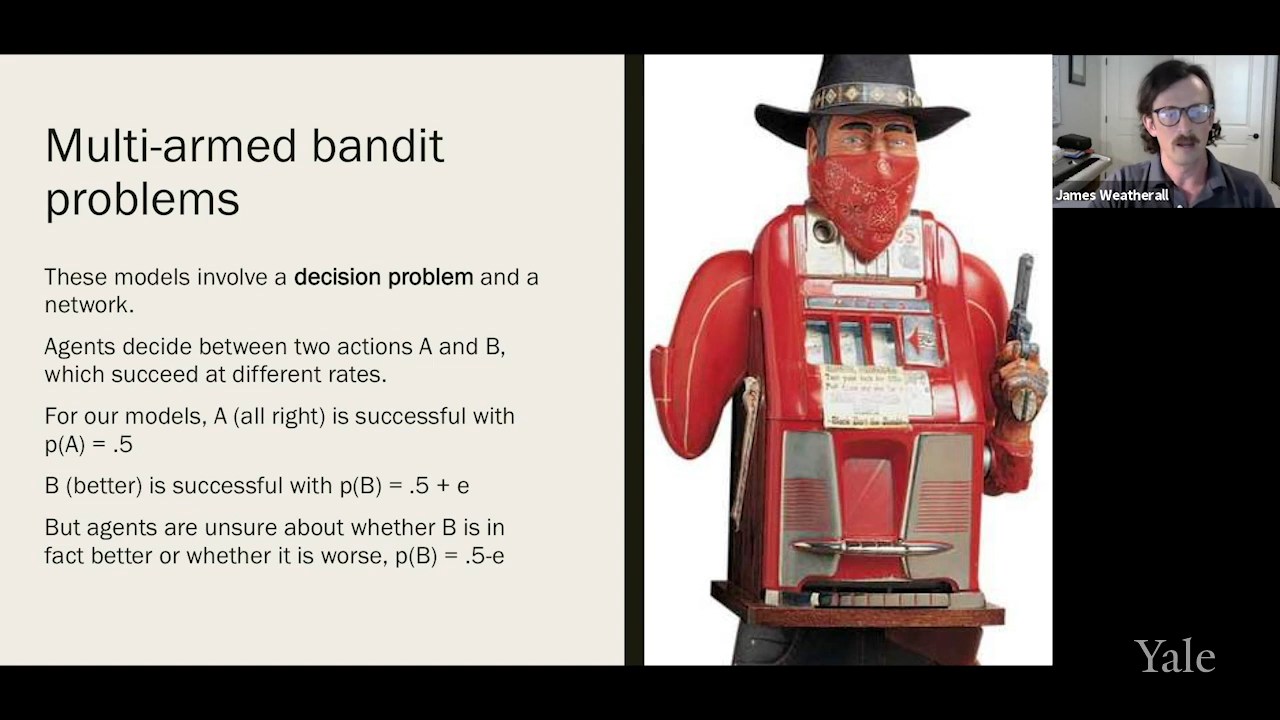 Multi-armed bandit
problems
These models involve a decision problem and a
network.
Agents decide between two actions A and B,
which succeed at different rates.
For our models, A (all right) is successful with
p(A) = .5
B (better) is successful with p(B) = .5 + e
But agents are unsure about whether B is in
fact better or whether it is worse, p(B) = .5-e
James Weatherall
Yale